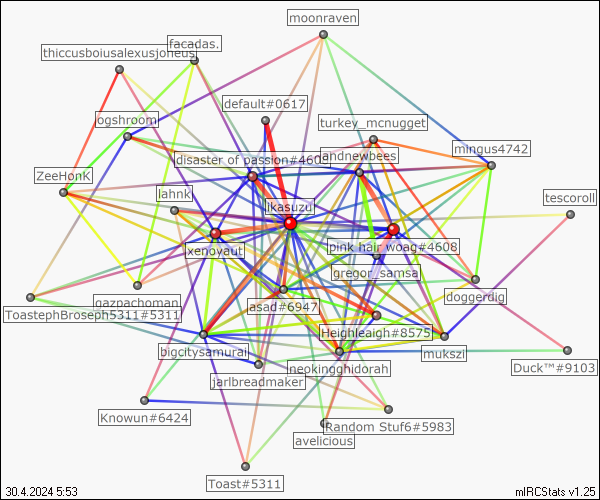 moonraven
facadas.
thiccusboiusalexusjoneus
default#0617
ogshroom
turkey_mcnugget
mingus4742
disaster of passion#460
andnewbees
ZeeHonk
lahnk
ikasuzu
tescoroll
xenoyaut
pink hair woag#4608
gregor_samsa
gazpachoman
doggerdig
ToastephBroseph5311#5311
asad#6947
Heighleaigh#8575
bigcitysamurai
mukszi
neokingghidorah
Duck™#9103
jarlbreadmaker
Knowun#6424
Random Stuf6#5983
avelicious
Toast#5311
30.4.2024 5:53
mIRCStats v1.25